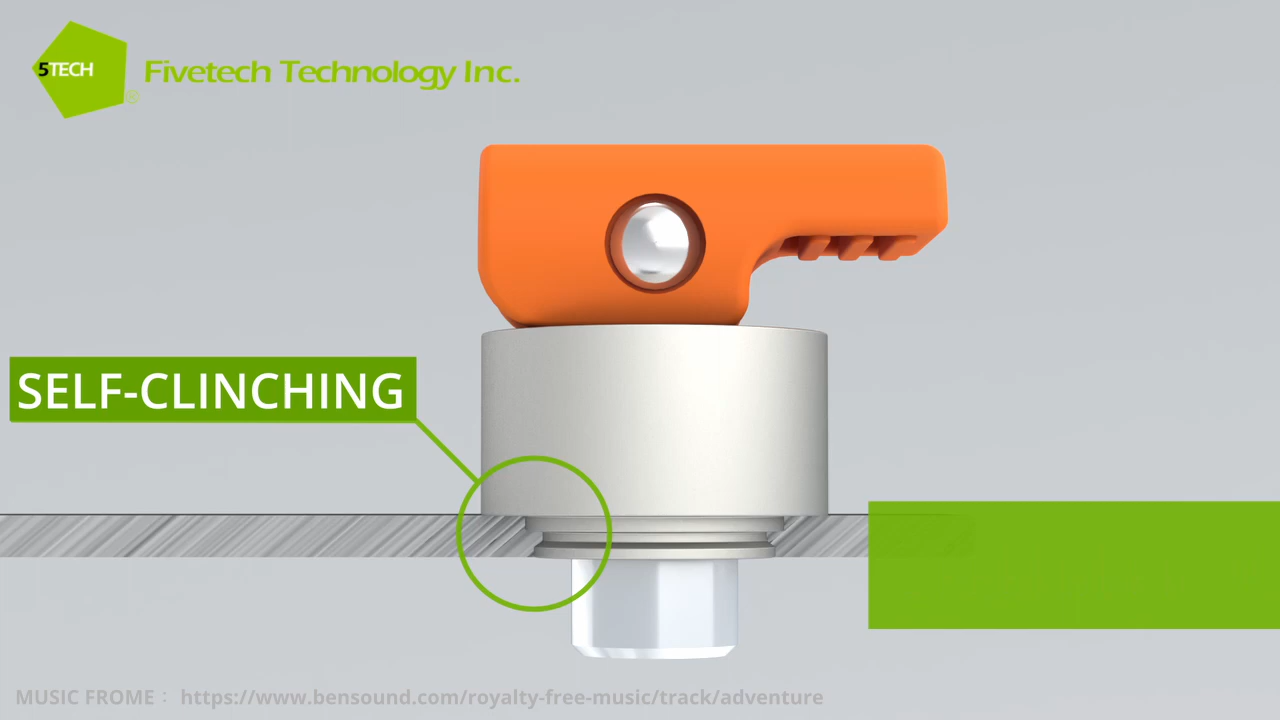 5TECH
®
Fivetech Technology Inc.
SELF-CLINCHING
MUSIC FROME： https://www.bensound.com/royalty-free-music/track/adventure